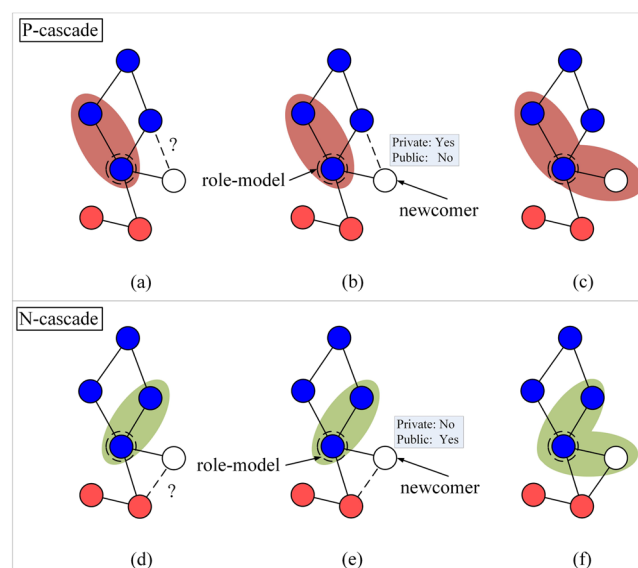 P-cascade
?
Private: Yes
Public: No
role-model
newcomer
(a)
(b)
(c)
N-cascade
Private: No
Public: Yes
role-model
?
newcomer
(d)
(e)
(f)